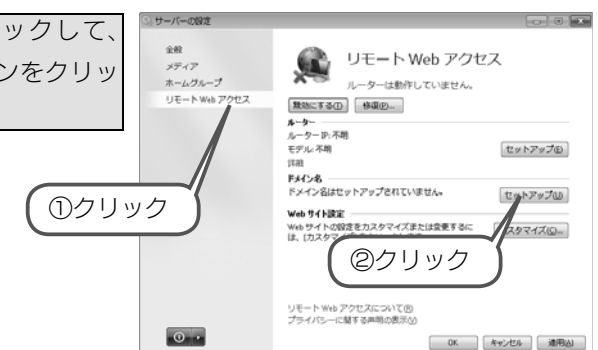 ックして、
ンをクリッ
サーバーの設定
全般
メディア
ホームグループ
リモート Web アクセス
リモート Web アクセス
ルーターは動作していません。
無効にする(D)
修復(P)...
ルーター
ルーター IP: 不明
モデル: 不明
詳細
セットアップ(E)
ドメイン名
ドメイン名はセットアップされていません。
セットアップ(U)
Web サイト設定
Web サイトの設定をカスタマイズまたは変更するに
は、[カスタマ
スタマイズ(C)...
①クリック
②クリック
リモート Web アクセスについて(R)
プライバシーに関する声明の表示(V)
OK
キャンセル
適用(A)